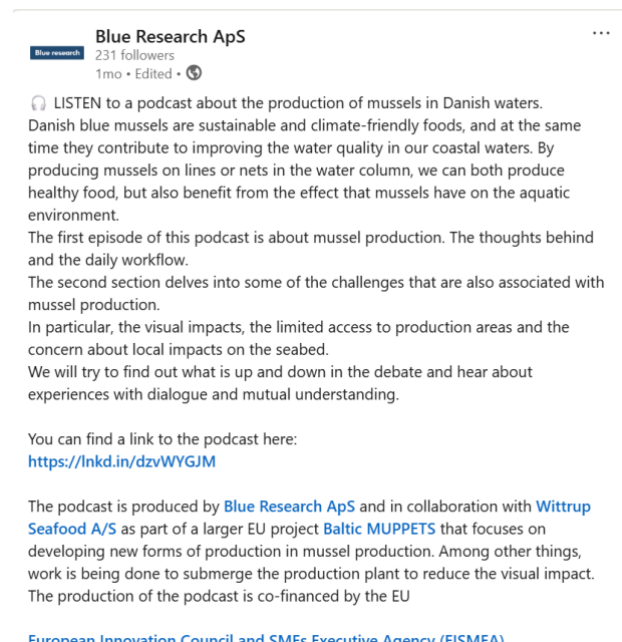 Blue Research ApS
Blue research
231 followers
1mo • Edited •
🎧 LISTEN to a podcast about the production of mussels in Danish waters.
Danish blue mussels are sustainable and climate-friendly foods, and at the same
time they contribute to improving the water quality in our coastal waters. By
producing mussels on lines or nets in the water column, we can both produce
healthy food, but also benefit from the effect that mussels have on the aquatic
environment.
The first episode of this podcast is about mussel production. The thoughts behind
and the daily workflow.
The second section delves into some of the challenges that are also associated with
mussel production.
In particular, the visual impacts, the limited access to production areas and the
concern about local impacts on the seabed.
We will try to find out what is up and down in the debate and hear about
experiences with dialogue and mutual understanding.
You can find a link to the podcast here:
https://lnkd.in/dzvWYGJM
The podcast is produced by Blue Research ApS and in collaboration with Wittrup
Seafood A/S as part of a larger EU project Baltic MUPPETS that focuses on
developing new forms of production in mussel production. Among other things,
work is being done to submerge the production plant to reduce the visual impact.
The production of the podcast is co-financed by the EU
European Innovation Council and SMEs Executive Agency (EISMEA)